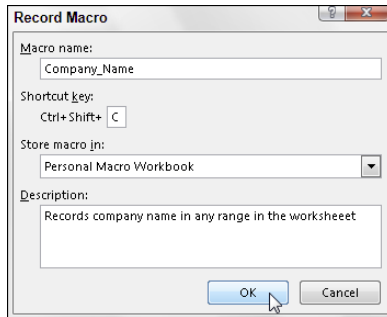 Record Macro
Macro name:
Company_Name
Shortcut key:
Ctrl+Shift+ C
Store macro in:
Personal Macro Workbook
Description:
Records company name in any range in the worksheeet
OK Cancel